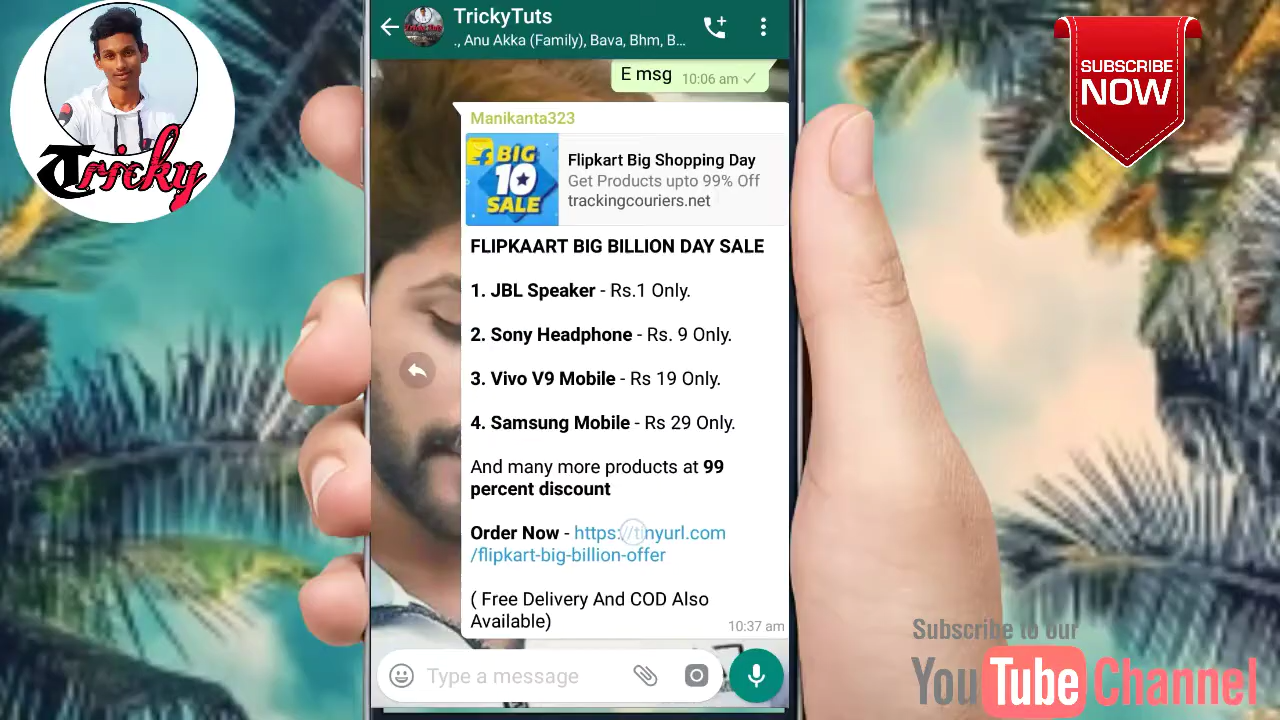 TrickyTuts
., Anu Akka (Family), Bava, Bhm, B...
SUBSCRIBE
NOW
Tricky
E msg 10:06 am
Manikanta323
BIG
10
SALE
Flipkart Big Shopping Day
Get Products upto 99% Off
trackingcouriers.net
FLIPKAART BIG BILLION DAY SALE
1. JBL Speaker - Rs.1 Only.
2. Sony Headphone - Rs. 9 Only.
3. Vivo V9 Mobile - Rs 19 Only.
4. Samsung Mobile - Rs 29 Only.
And many more products at 99
percent discount
Order Now - https://tinyurl.com
/flipkart-big-billion-offer
( Free Delivery And COD Also
Available)
10:37 am
Type a message
Subscribe to our
YouTube Channel